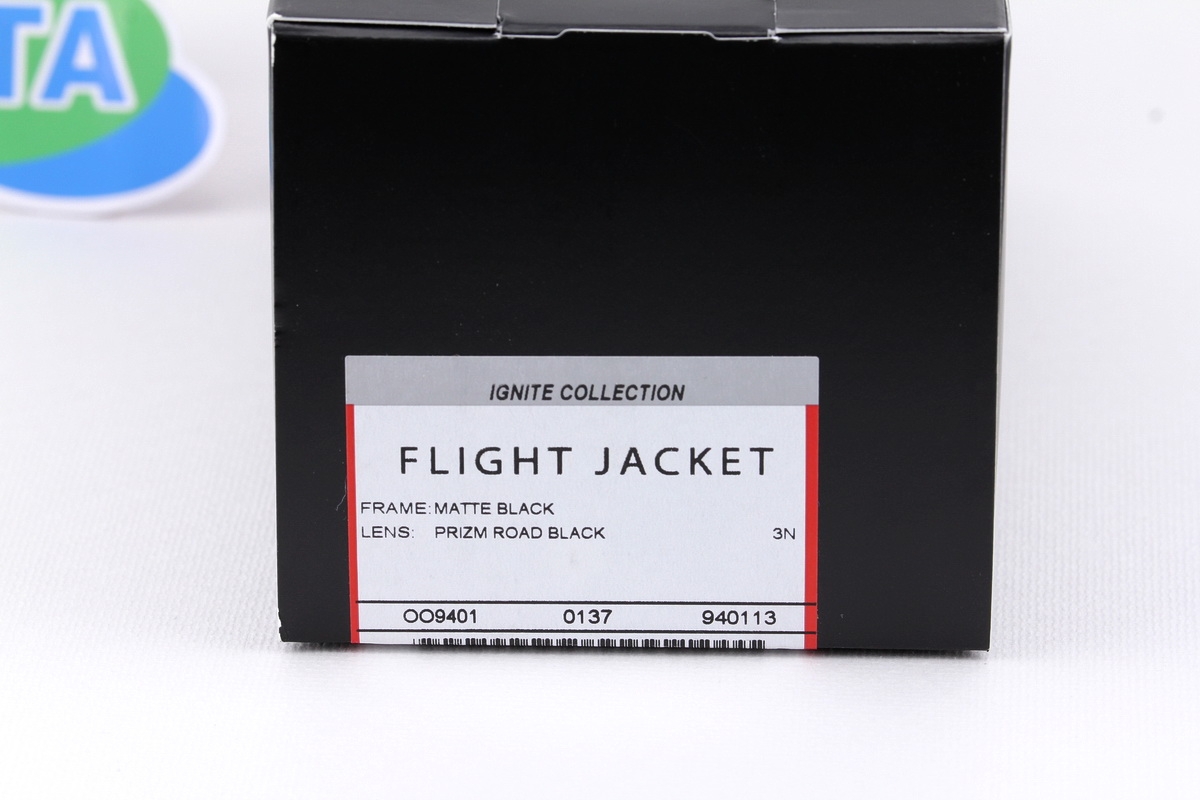 TA
IGNITE COLLECTION
FLIGHT JACKET
FRAME: MATTE BLACK
LENS: PRIZM ROAD BLACK 3N
OO9401 0137 940113